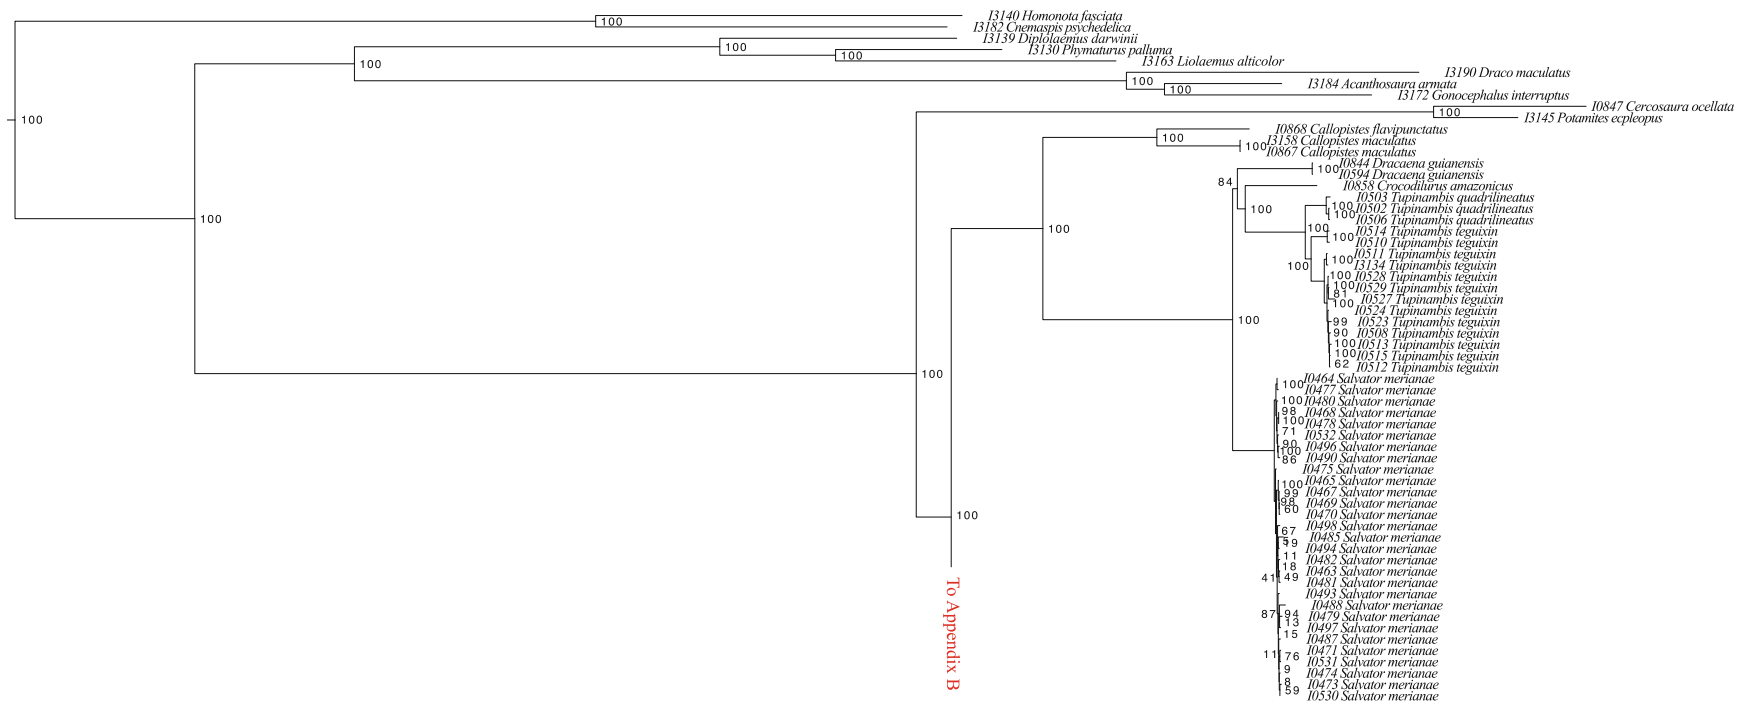 I3140 Homonota fasciata
100
I3182 Cnemaspis psychedelica
I3139 Diplolaemus darwinii
100
I3130 Phymaturus palluma
100
I3163 Liolaemus alticolor
100
I3190 Draco maculatus
100
I3184 Acanthosaura armata
100
I3172 Gonocephalus interruptus
I0847 Cercosaura ocellata
100
I3145 Potamites ecpleopus
100
I0868 Callopistes flavipunctatus
100
I3158 Callopistes maculatus
100
I0867 Callopistes maculatus
I0844 Dracaena guianensis
100
I0594 Dracaena guianensis
84
I0858 Crocodilurus amazonicus
I0503 Tupinambis quadrilineatus
100
I0502 Tupinambis quadrilineatus
100
100
I0506 Tupinambis quadrilineatus
100
100
100
I0514 Tupinambis teguixin
100
I0510 Tupinambis teguixin
I0511 Tupinambis teguixin
100
100
I3134 Tupinambis teguixin
100
I0528 Tupinambis teguixin
100
I0529 Tupinambis teguixin
81
I0527 Tupinambis teguixin
100
I0524 Tupinambis teguixin
100
99
I0523 Tupinambis teguixin
90
I0508 Tupinambis teguixin
100
I0513 Tupinambis teguixin
100
I0515 Tupinambis teguixin
62
I0512 Tupinambis teguixin
100
I0464 Salvator merianae
100
I0477 Salvator merianae
100
I0480 Salvator merianae
98
I0468 Salvator merianae
100
I0478 Salvator merianae
71
I0532 Salvator merianae
90
I0496 Salvator merianae
100
I0490 Salvator merianae
86
I0475 Salvator merianae
100
I0465 Salvator merianae
99
I0467 Salvator merianae
98
I0469 Salvator merianae
60
I0470 Salvator merianae
100
I0498 Salvator merianae
67
I0485 Salvator merianae
19
I0494 Salvator merianae
11
I0482 Salvator merianae
18
I0463 Salvator merianae
41
49
I0481 Salvator merianae
I0493 Salvator merianae
I0488 Salvator merianae
87
94
I0479 Salvator merianae
13
I0497 Salvator merianae
15
I0487 Salvator merianae
I0471 Salvator merianae
11
76
I0531 Salvator merianae
9
I0474 Salvator merianae
8
I0473 Salvator merianae
59
I0530 Salvator merianae
To Appendix B